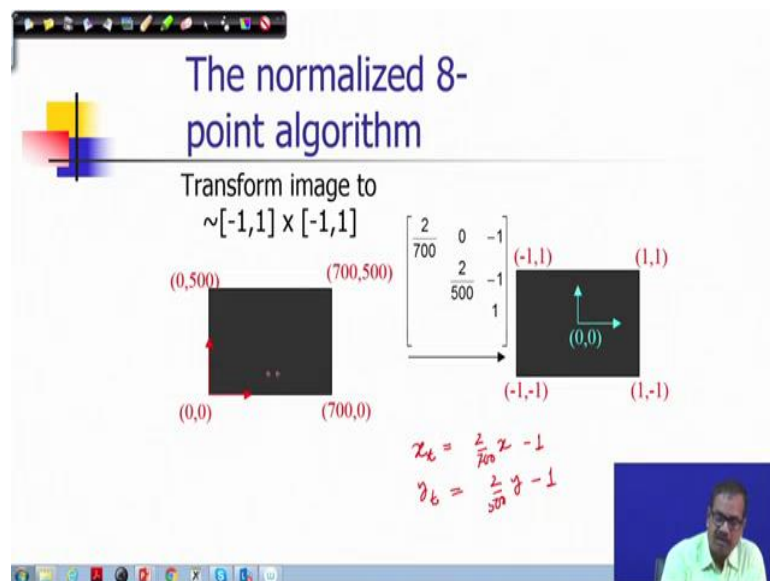 The normalized 8-
point algorithm
Transform image to
~[-1,1] x [-1,1]
2/700 0 -1
2/500 -1
1
(0,500) (700,500)
(-1,1) (1,1)
(0,0)
(0,0) (700,0)
(-1,-1) (1,-1)
x_t = 2/700 x - 1
y_t = 2/500 y - 1